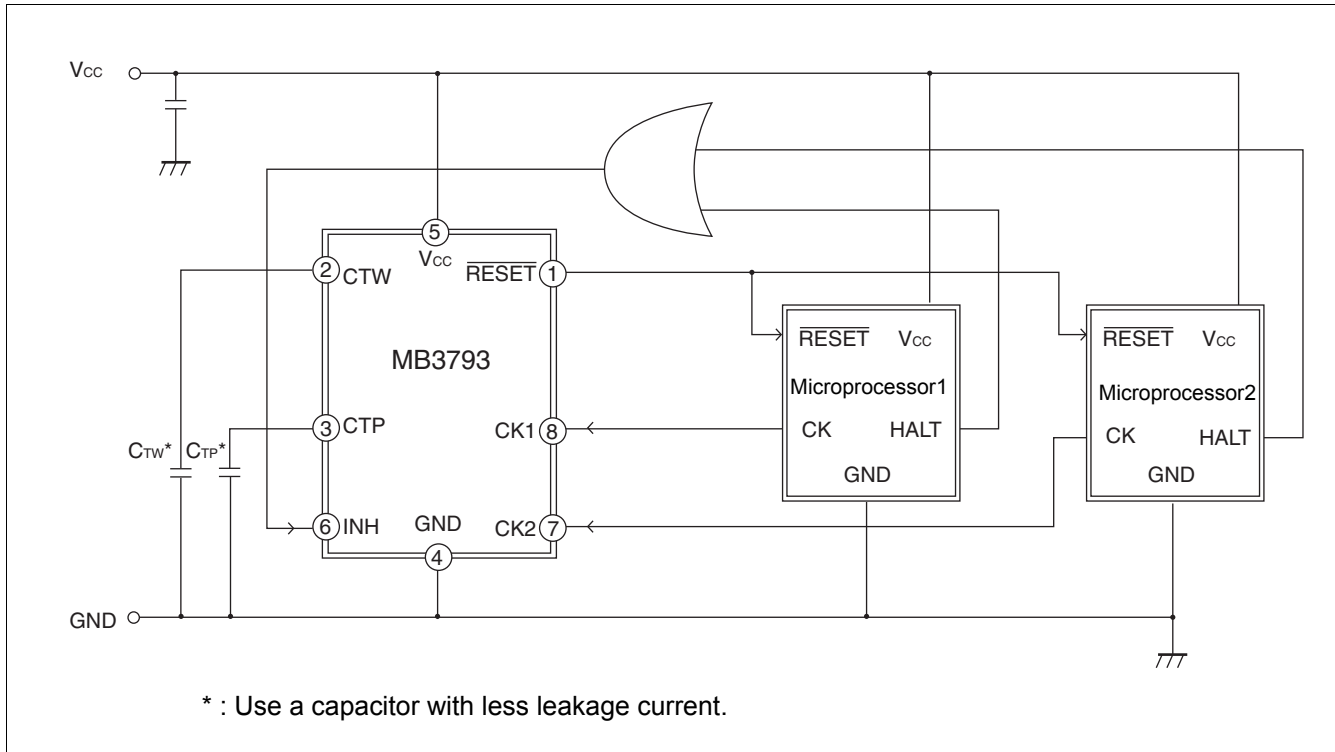 VCC
5
VCC
2 CTW
RESET 1
MB3793
RESET VCC
Microprocessor1
CK HALT
GND
RESET VCC
Microprocessor2
CK HALT
GND
3 CTP
CK1 8
CTW* CTP*
6 INH
GND
CK2 7
4
GND
* : Use a capacitor with less leakage current.